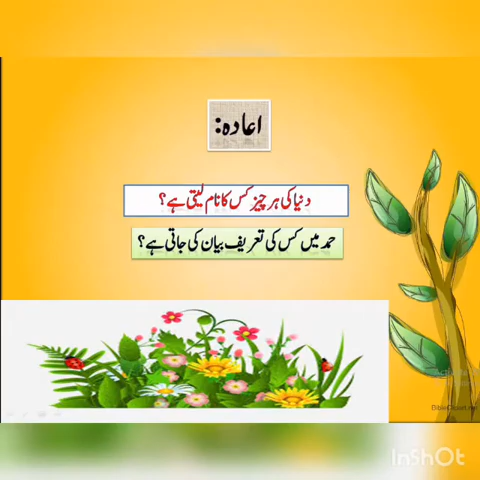 اعادہ:
دنیا کی ہر چیز کس کا نام لیتی ہے؟
حمد میں کس کی تعریف بیان کی جاتی ہے؟
InShOt